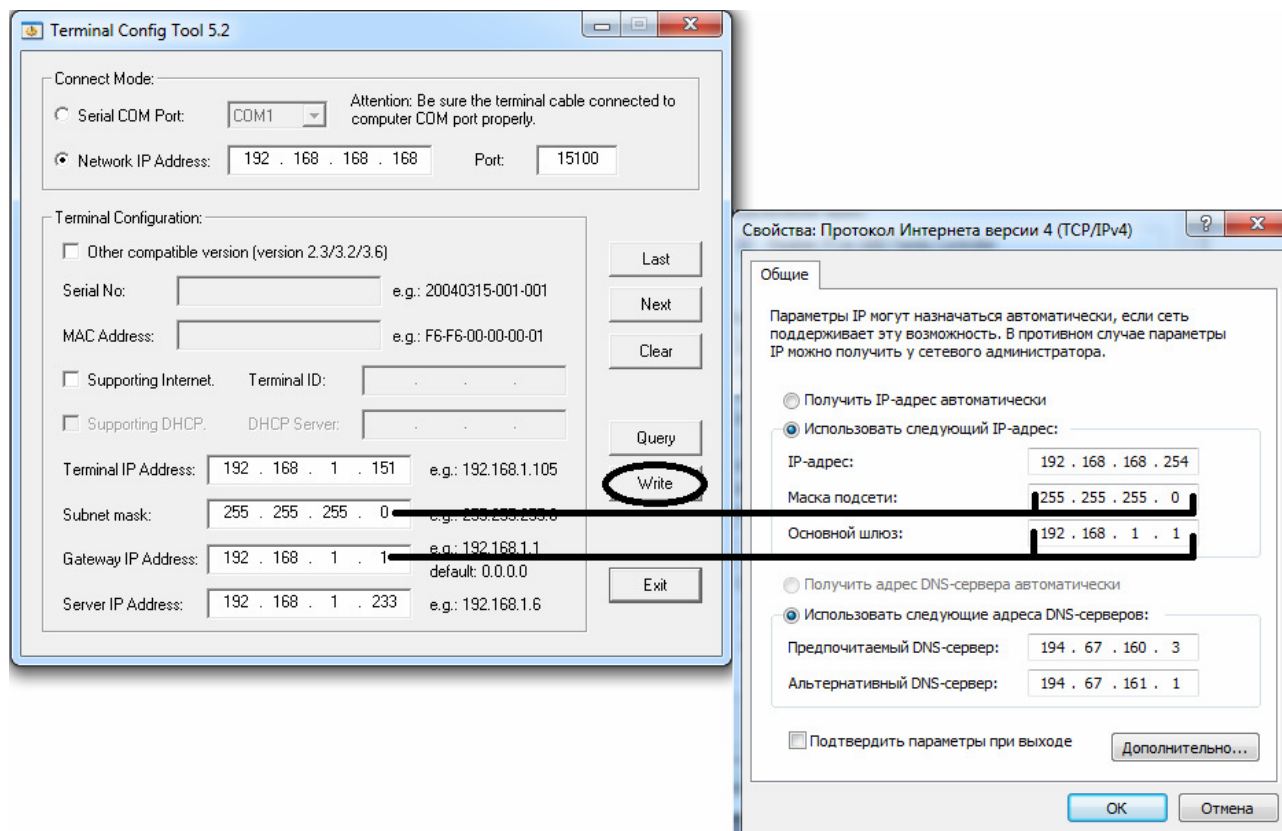 Terminal Config Tool 5.2
Connect Mode:
Serial COM Port: COM1 Attention: Be sure the terminal cable connected to
computer COM port properly.
Network IP Address: 192 . 168 . 168 . 168 Port: 15100
Terminal Configuration:
Other compatible version (version 2.3/3.2/3.6)
Last
Serial No: e.g.: 20040315-001-001
Next
MAC Address: e.g.: F6-F6-00-00-00-01
Clear
Supporting Internet. Terminal ID: . . .
Supporting DHCP. DHCP Server: . . .
Query
Terminal IP Address: 192 . 168 . 1 . 151 e.g.: 192.168.1.105
Write
Subnet mask: 255 . 255 . 255 . 0 e.g.: 255.255.255.0
Gateway IP Address: 192 . 168 . 1 . 1 e.g.: 192.168.1.1
default: 0.0.0.0
Exit
Server IP Address: 192 . 168 . 1 . 233 e.g.: 192.168.1.6
Свойства: Протокол Интернета версии 4 (TCP/IPv4)
Общие
Параметры IP могут назначаться автоматически, если сеть
поддерживает эту возможность. В противном случае параметры
IP можно получить у сетевого администратора.
Получить IP-адрес автоматически
Использовать следующий IP-адрес:
IP-адрес: 192 . 168 . 168 . 254
Маска подсети: 255 . 255 . 255 . 0
Основной шлюз: 192 . 168 . 1 . 1
Получить адрес DNS-сервера автоматически
Использовать следующие адреса DNS-серверов:
Предпочитаемый DNS-сервер: 194 . 67 . 160 . 3
Альтернативный DNS-сервер: 194 . 67 . 161 . 1
Подтвердить параметры при выходе
Дополнительно...
ОК Отмена